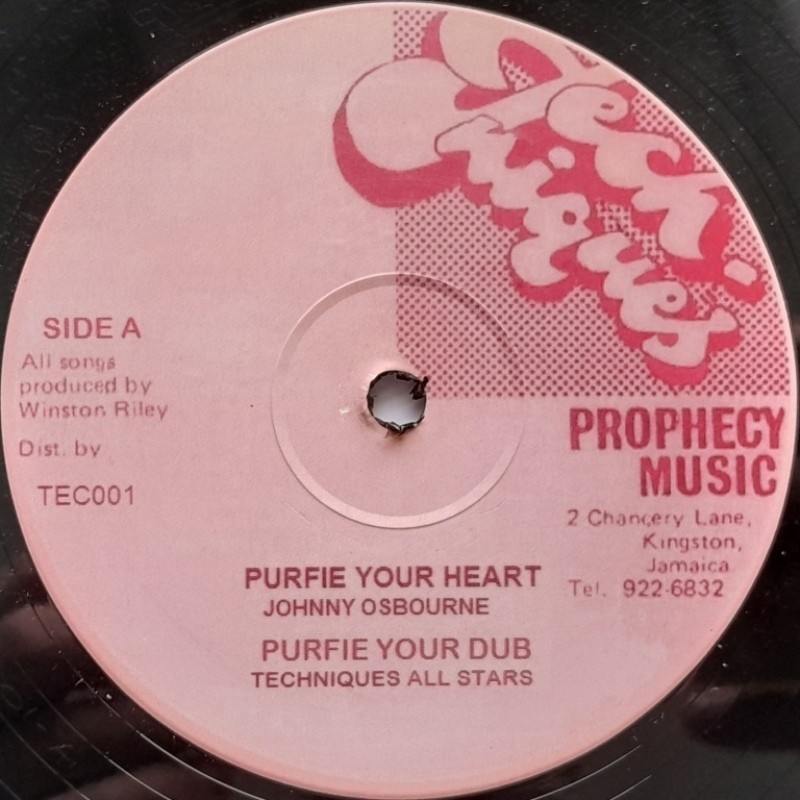 Tech-
niques
SIDE A
All songs
produced by
Winston Riley
Dist. by
TEC001
PROPHECY
MUSIC
2 Chancery Lane,
Kingston,
Jamaica
Tel. 922-6832
PURFIE YOUR HEART
JOHNNY OSBOURNE
PURFIE YOUR DUB
TECHNIQUES ALL STARS